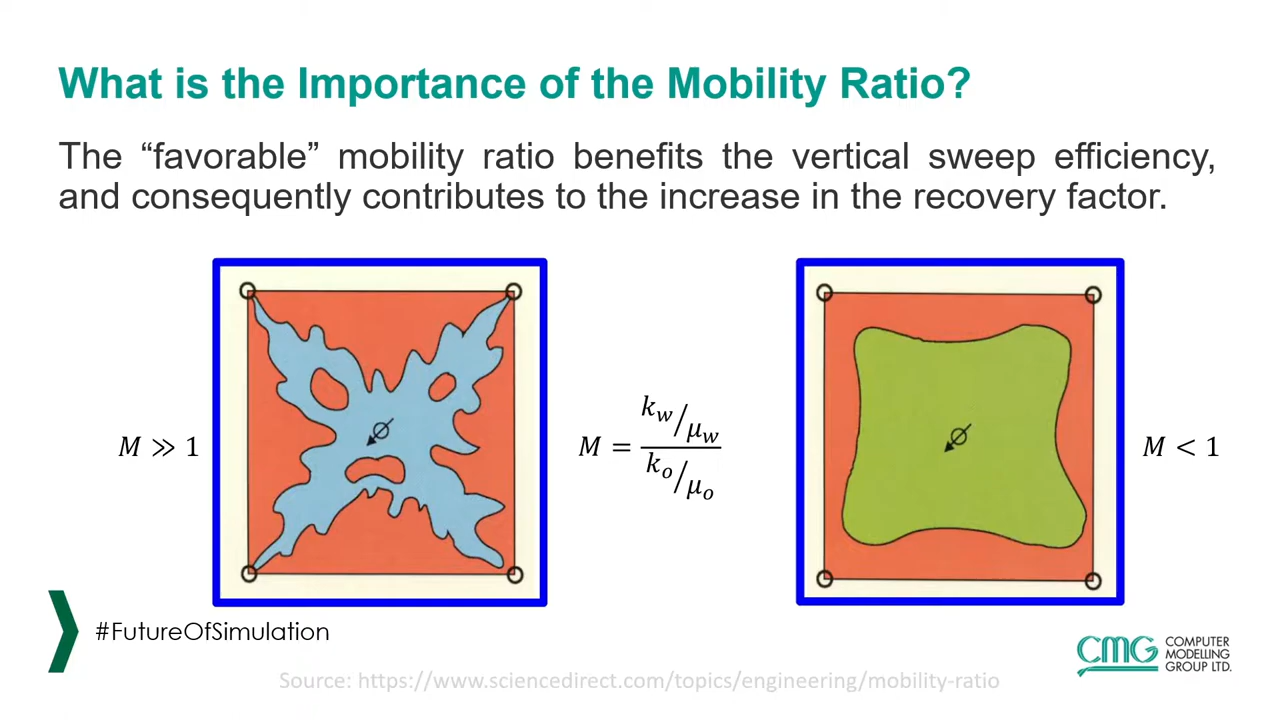 What is the Importance of the Mobility Ratio?
The “favorable” mobility ratio benefits the vertical sweep efficiency,
and consequently contributes to the increase in the recovery factor.
M ≫ 1
M = (k_w/μ_w)/(k_o/μ_o)
M < 1
#FutureOfSimulation
CMG COMPUTER
MODELLING
GROUP LTD.
Source: https://www.sciencedirect.com/topics/engineering/mobility-ratio